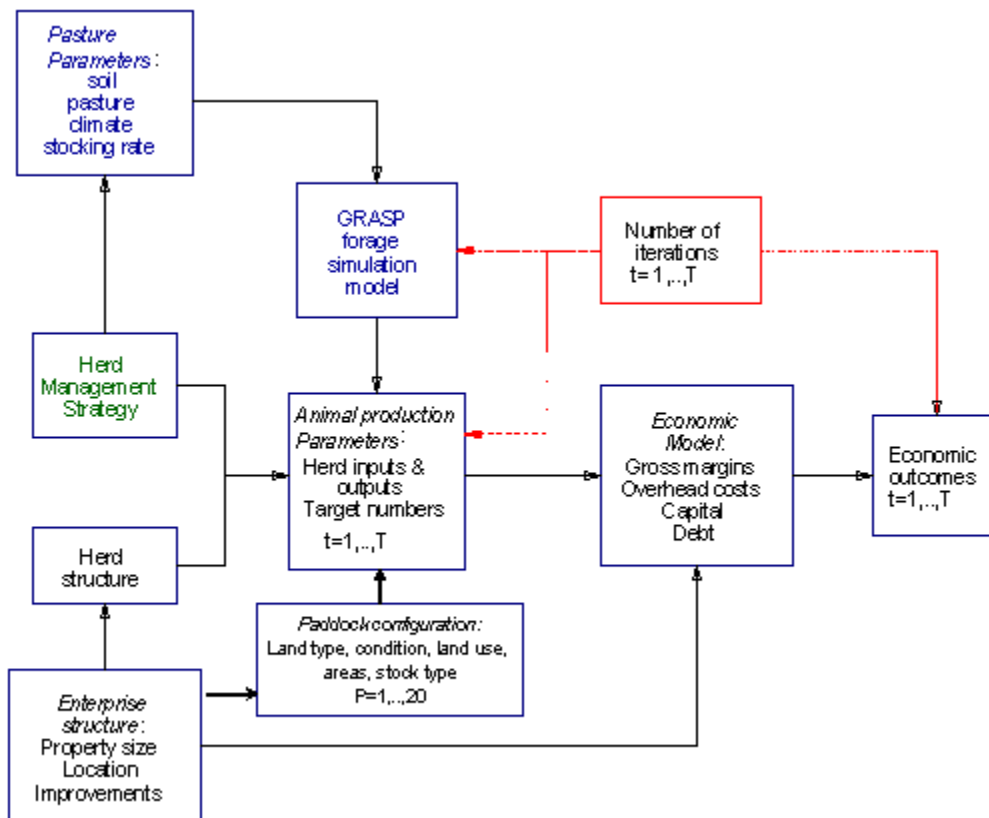 Pasture
Parameters:
soil
pasture
climate
stocking rate
GRASP
forage
simulation
model
Number of
iterations
t= 1,..,T
Herd
Management
Strategy
Animal production
Parameters:
Herd inputs &
outputs
Target numbers
t=1,..,T
Economic
Model:
Gross margins
Overhead costs
Capital
Debt
Economic
outcomes
t=1,..,T
Herd
structure
Paddock configuration:
Land type, condition, land use,
areas, stock type
P=1,..,20
Enterprise
structure:
Property size
Location
Improvements